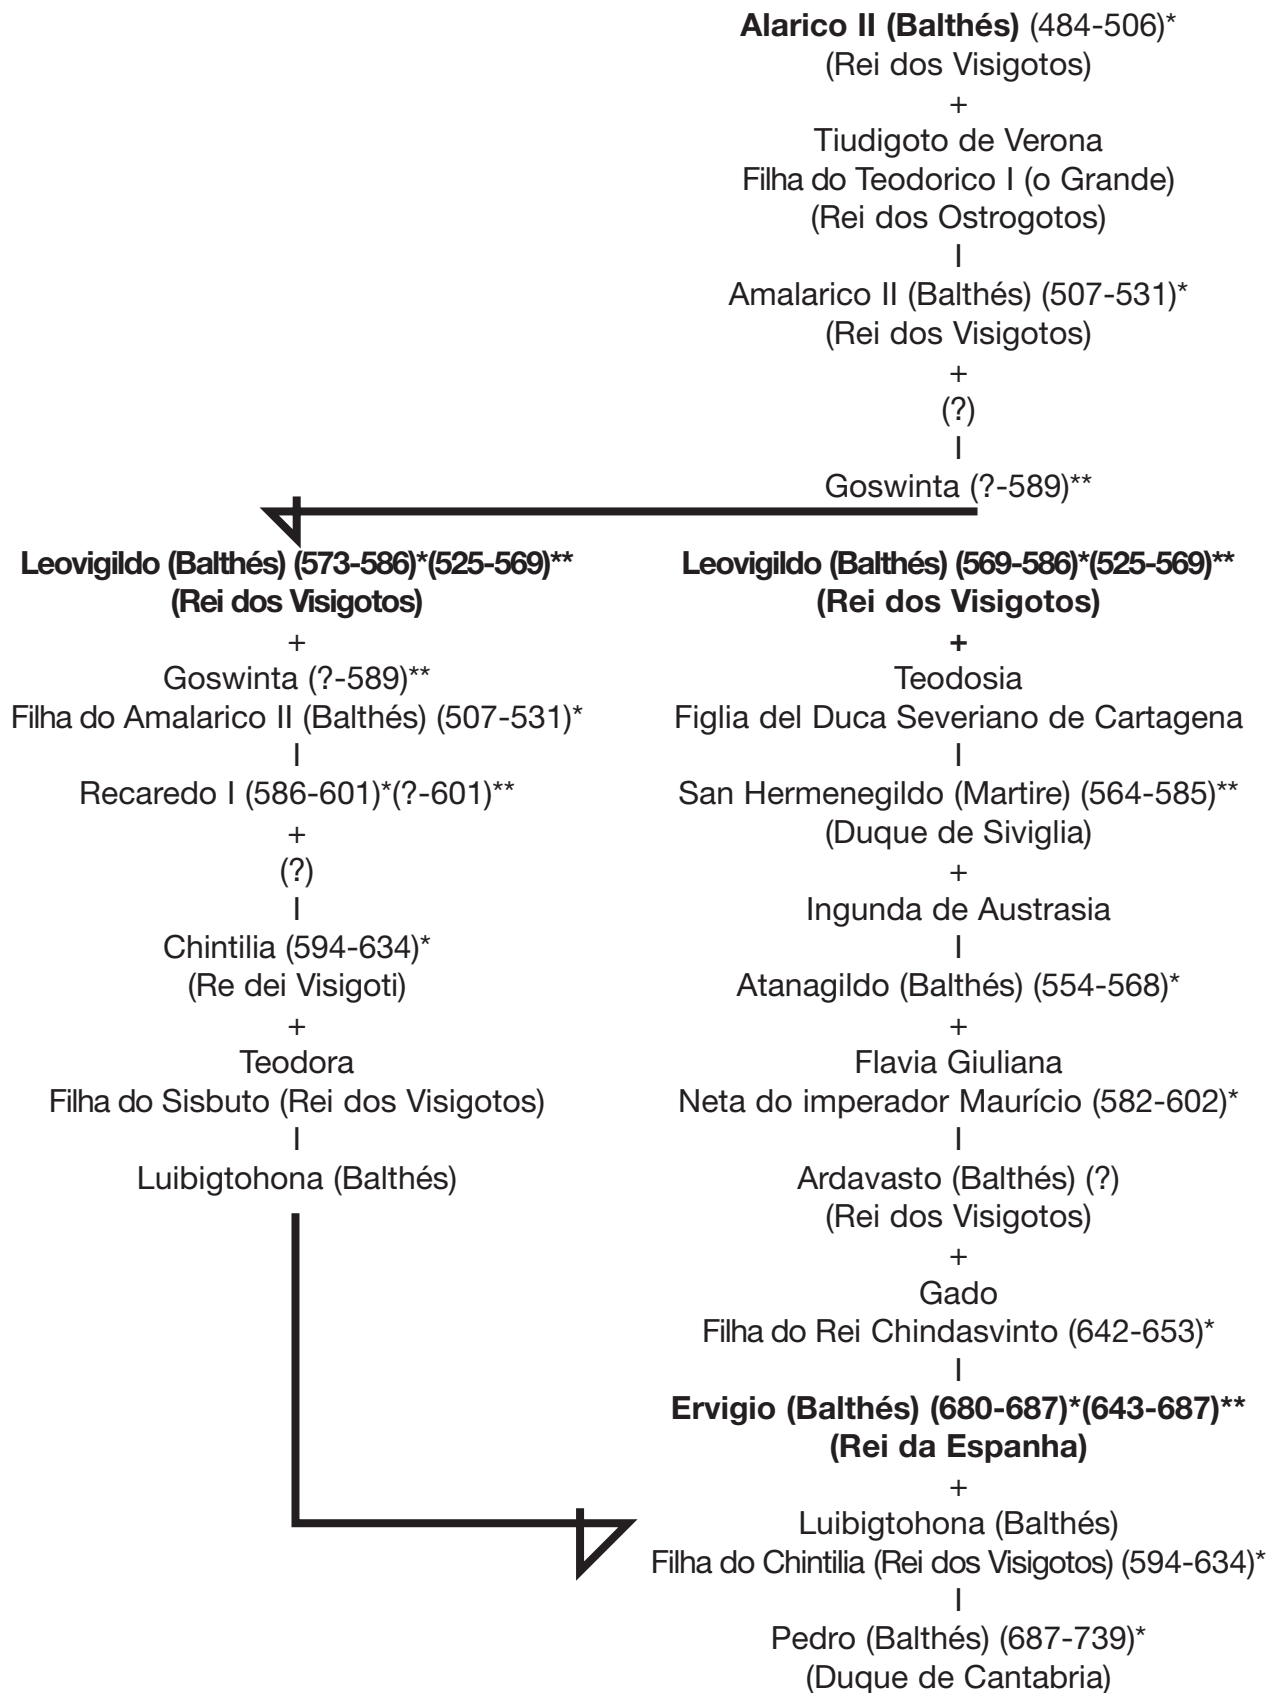 Alarico II (Balthés) (484-506)*
(Rei dos Visigotos)
+
Tiudigoto de Verona
Filha do Teodorico I (o Grande)
(Rei dos Ostrogotos)
|
Amalarico II (Balthés) (507-531)*
(Rei dos Visigotos)
+
(?)
|
Goswinta (?-589)**
Leovigildo (Balthés) (573-586)*(525-569)**
(Rei dos Visigotos)
+
Goswinta (?-589)**
Filha do Amalarico II (Balthés) (507-531)*
|
Recaredo I (586-601)*(?-601)**
+
(?)
|
Chintilia (594-634)*
(Re dei Visigoti)
+
Teodora
Filha do Sisbuto (Rei dos Visigotos)
|
Luibigtohona (Balthés)
Leovigildo (Balthés) (569-586)*(525-569)**
(Rei dos Visigotos)
+
Teodosia
Figlia del Duca Severiano de Cartagena
|
San Hermenegildo (Martire) (564-585)**
(Duque de Siviglia)
+
Ingunda de Austrasia
|
Atanagildo (Balthés) (554-568)*
+
Flavia Giuliana
Neta do imperador Maurício (582-602)*
|
Ardavasto (Balthés) (?)
(Rei dos Visigotos)
+
Gado
Filha do Rei Chindasvinto (642-653)*
|
Ervigio (Balthés) (680-687)*(643-687)**
(Rei da Espanha)
+
Luibigtohona (Balthés)
Filha do Chintilia (Rei dos Visigotos) (594-634)*
|
Pedro (Balthés) (687-739)*
(Duque de Cantabria)